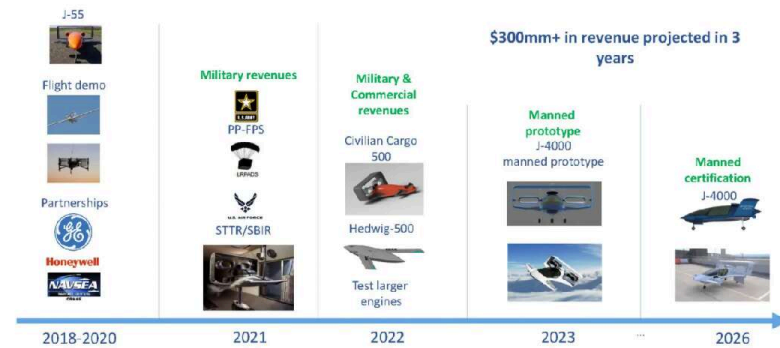 J-55
Flight demo
Partnerships
GE
Honeywell
NAVSEA
2018-2020
Military revenues
U.S. ARMY
PP-FPS
LRPADS
U.S. AIR FORCE
STTR/SBIR
2021
Military &
Commercial
revenues
Civilian Cargo
500
Hedwig-500
Test larger
engines
2022
$300mm+ in revenue projected in 3
years
Manned
prototype
J-4000
manned prototype
2023
Manned
certification
J-4000
...
2026